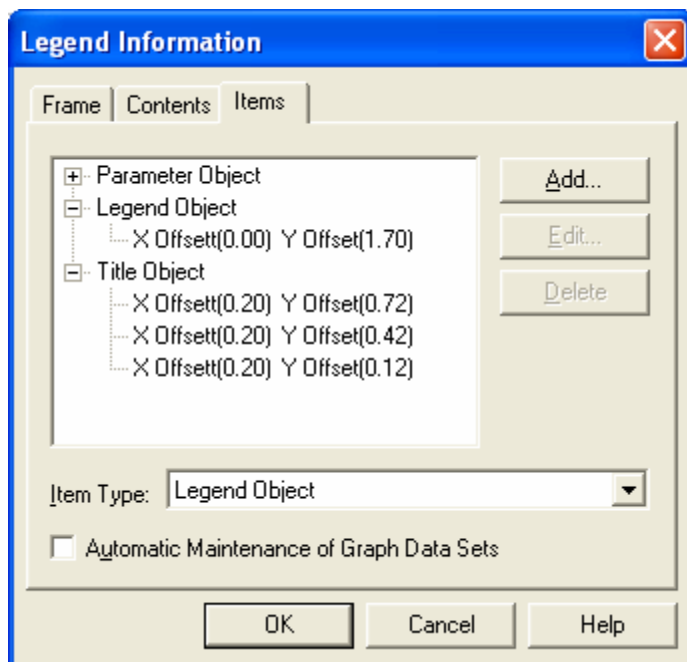 Legend Information
Frame Contents Items
Parameter Object
Legend Object
X Offsett(0.00) Y Offset(1.70)
Title Object
X Offsett(0.20) Y Offset(0.72)
X Offsett(0.20) Y Offset(0.42)
X Offsett(0.20) Y Offset(0.12)
Add...
Edit...
Delete
Item Type: Legend Object
Automatic Maintenance of Graph Data Sets
OK Cancel Help